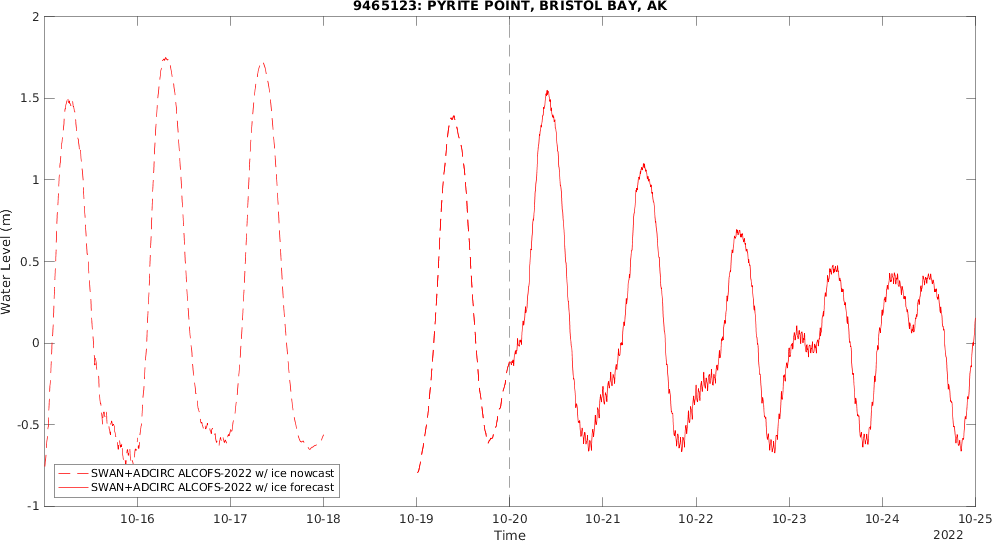 9465123: PYRITE POINT, BRISTOL BAY, AK
2
1.5
1
0.5
0
-0.5
-1
Water Level (m)
SWAN+ADCIRC ALCOFS-2022 w/ ice nowcast
SWAN+ADCIRC ALCOFS-2022 w/ ice forecast
10-16 10-17 10-18 10-19 10-20 10-21 10-22 10-23 10-24 10-25
Time
2022